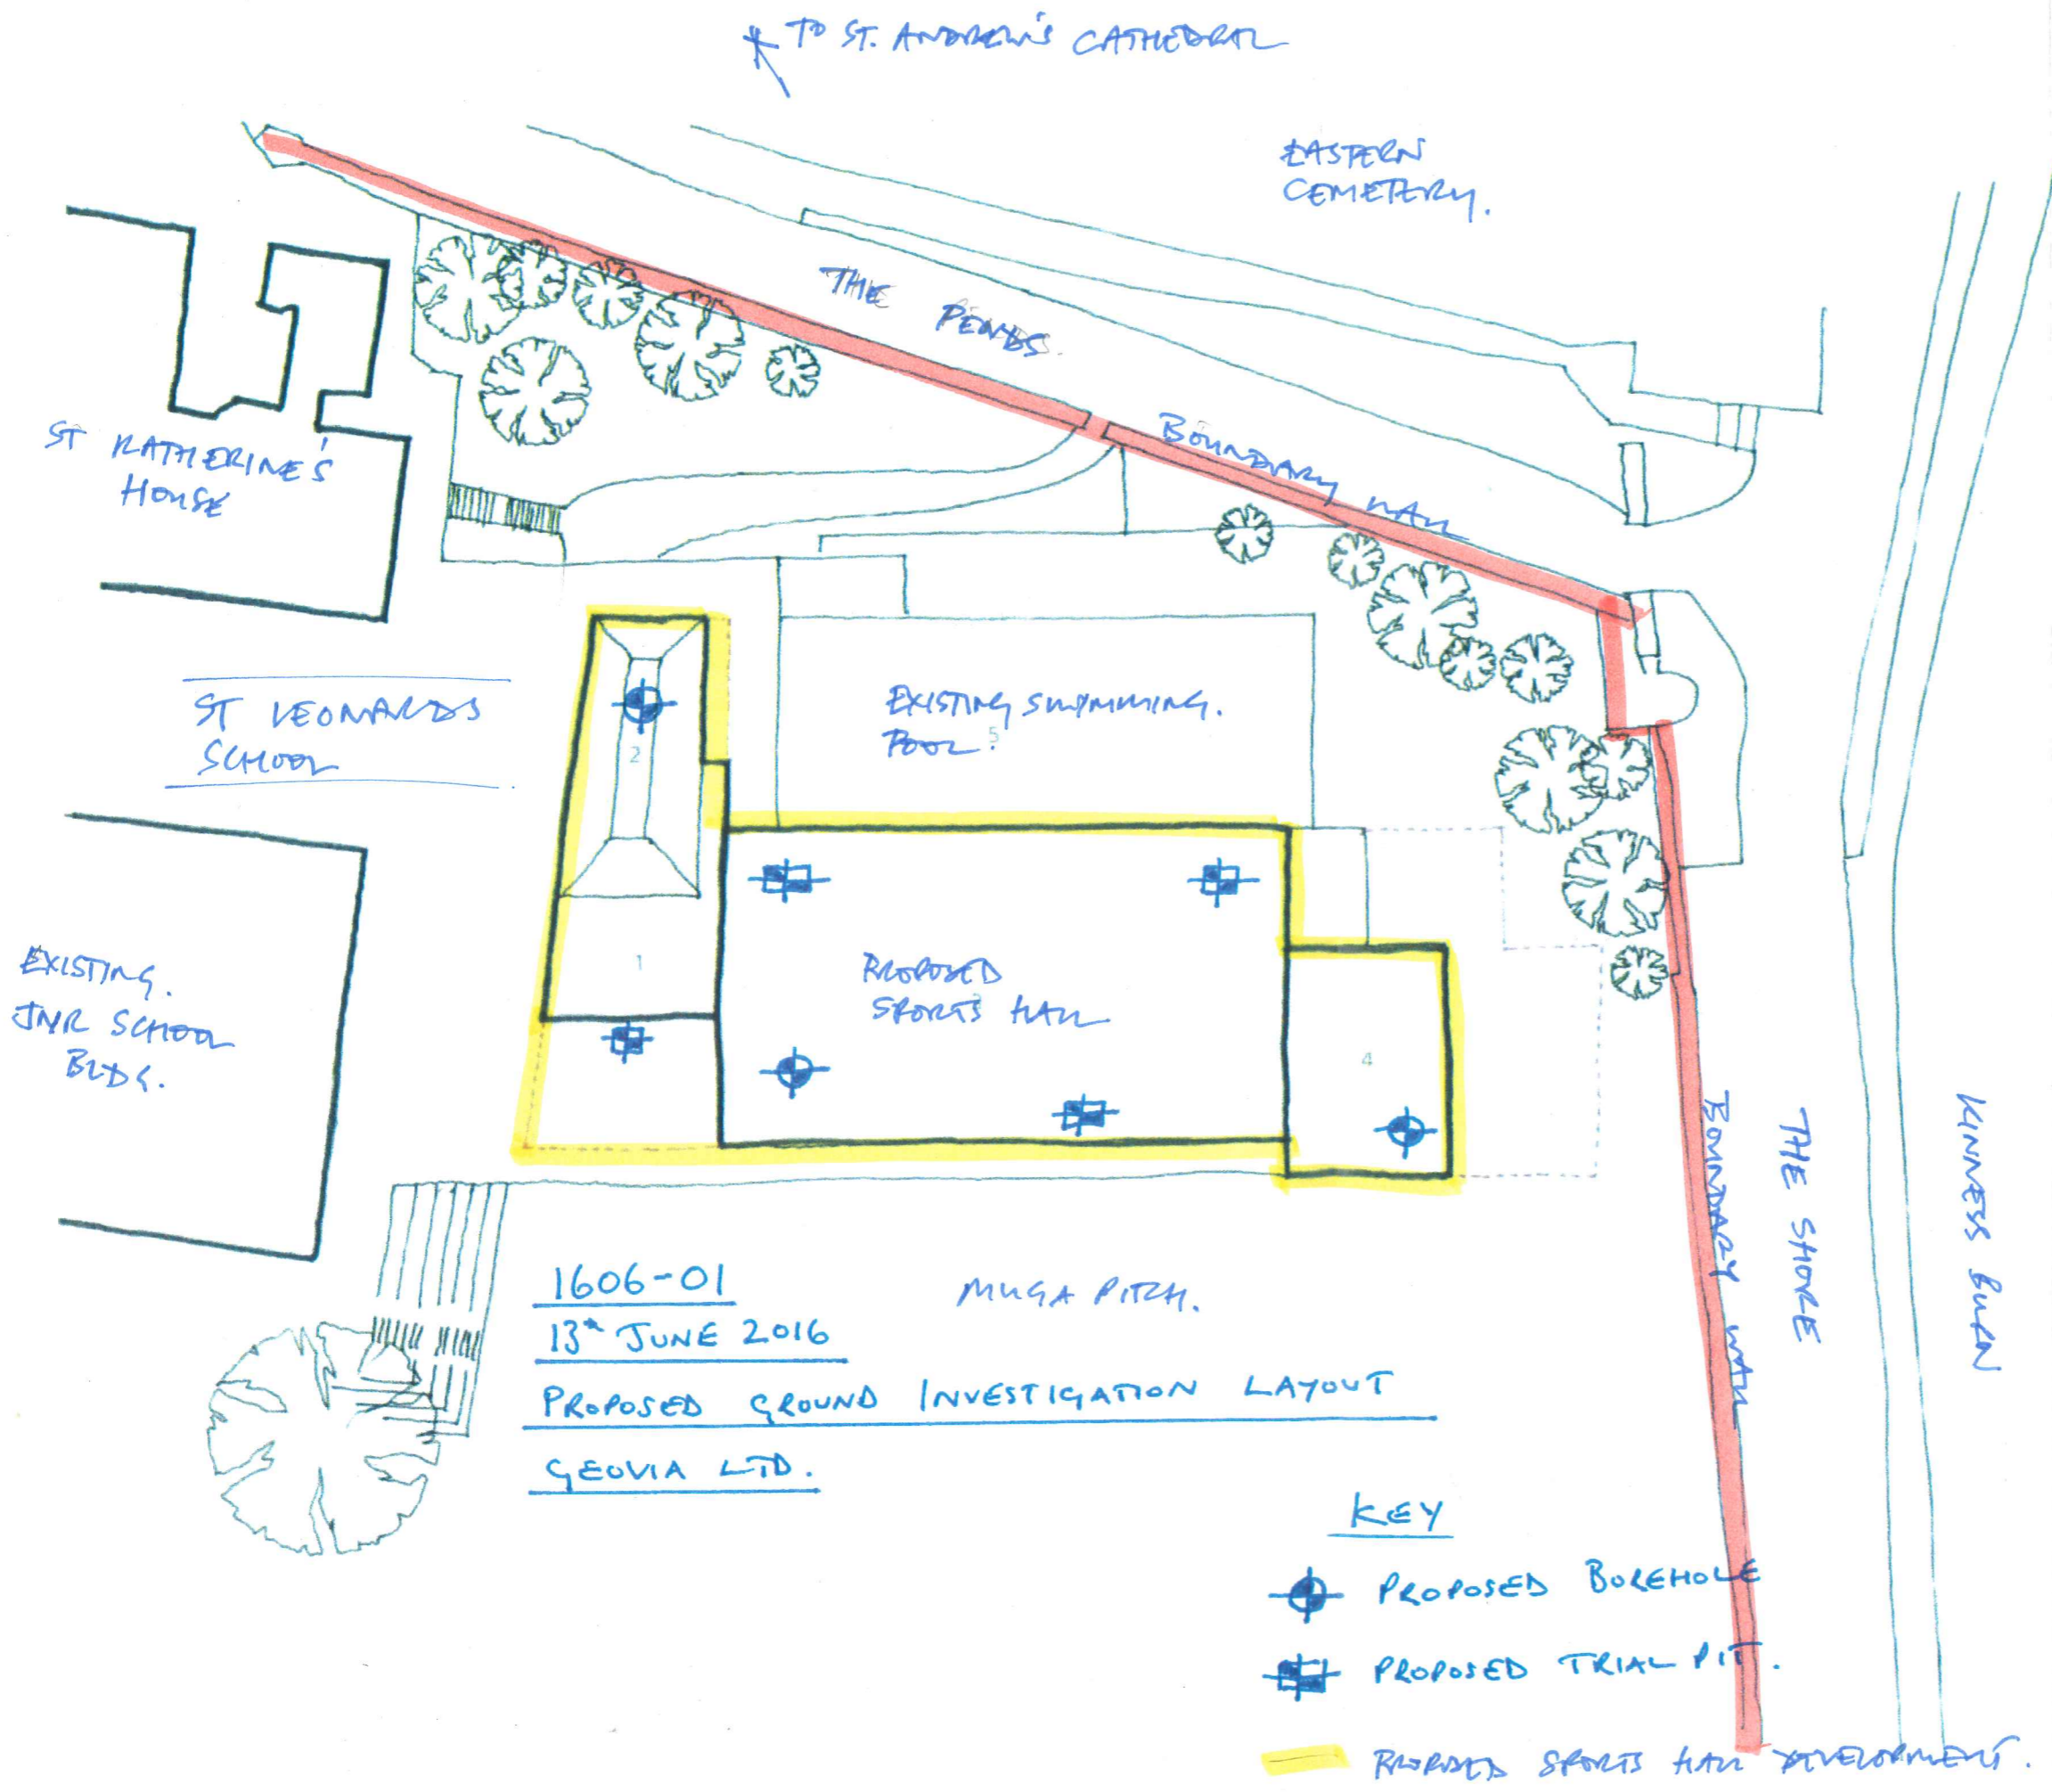 TO ST. ANDREW'S CATHEDRAL
EASTERN
CEMETERY.
THE PENDS.
BOUNDARY WALL
ST KATHERINE'S
HOUSE
ST LEONARDS
SCHOOL
2
EXISTING SWIMMING.
POOL.
5
EXISTING.
JNR SCHOOL
BLDG.
1
PROPOSED
SPORTS HALL
4
BOUNDARY WALL
THE SHORE
KINNESS BURN
1606-01
13th JUNE 2016
PROPOSED GROUND INVESTIGATION LAYOUT
GEOVIA LTD.
MUGA PITCH.
KEY
PROPOSED BOREHOLE
PROPOSED TRIAL PIT.
PROPOSED SPORTS HALL DEVELOPMENT.